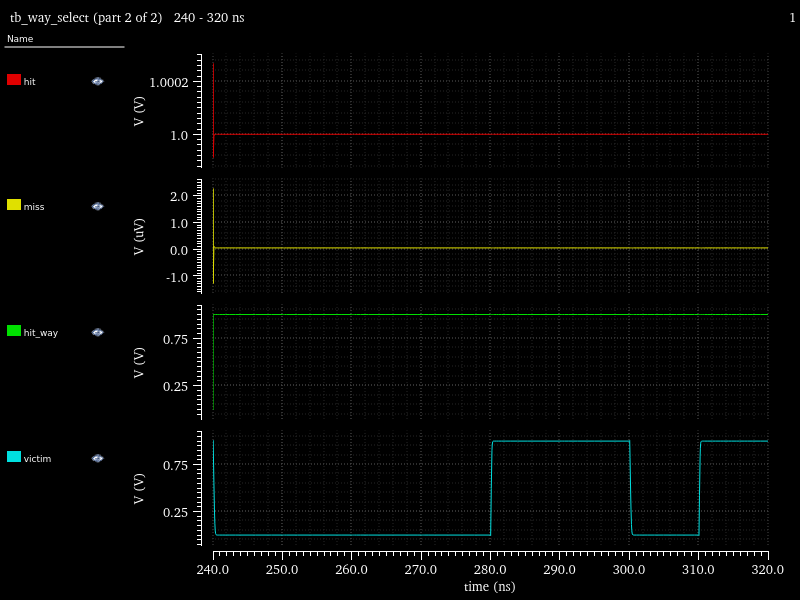 tb_way_select (part 2 of 2) 240 - 320 ns 1
Name
hit
V (V)
1.0002
1.0
miss
V (uV)
2.0
1.0
0.0
-1.0
hit_way
V (V)
0.75
0.25
victim
V (V)
0.75
0.25
240.0 250.0 260.0 270.0 280.0 290.0 300.0 310.0 320.0
time (ns)